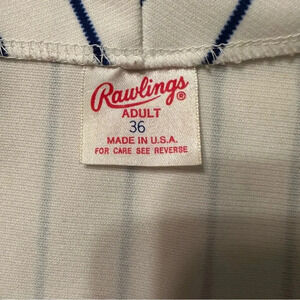 Rawlings®
ADULT
36
MADE IN U.S.A.
FOR CARE SEE REVERSE